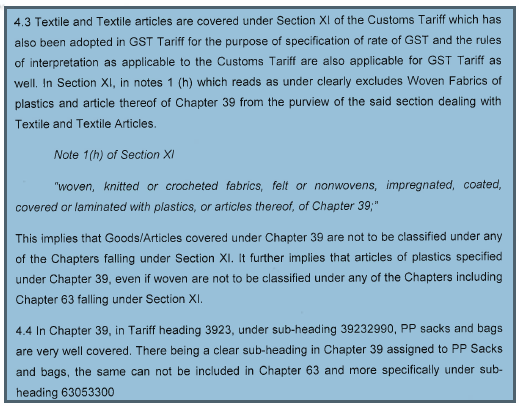 4.3 Textile and Textile articles are covered under Section XI of the Customs Tariff which has
also been adopted in GST Tariff for the purpose of specification of rate of GST and the rules
of interpretation as applicable to the Customs Tariff are also applicable for GST Tariff as
well. In Section XI, in notes 1 (h) which reads as under clearly excludes Woven Fabrics of
plastics and article thereof of Chapter 39 from the purview of the said section dealing with
Textile and Textile Articles.
Note 1(h) of Section XI
"woven, knitted or crocheted fabrics, felt or nonwovens, impregnated, coated,
covered or laminated with plastics, or articles thereof, of Chapter 39;"
This implies that Goods/Articles covered under Chapter 39 are not to be classified under any
of the Chapters falling under Section XI. It further implies that articles of plastics specified
under Chapter 39, even if woven are not to be classified under any of the Chapters including
Chapter 63 falling under Section XI.
4.4 In Chapter 39, in Tariff heading 3923, under sub-heading 39232990, PP sacks and bags
are very well covered. There being a clear sub-heading in Chapter 39 assigned to PP Sacks
and bags, the same can not be included in Chapter 63 and more specifically under sub-
heading 63053300